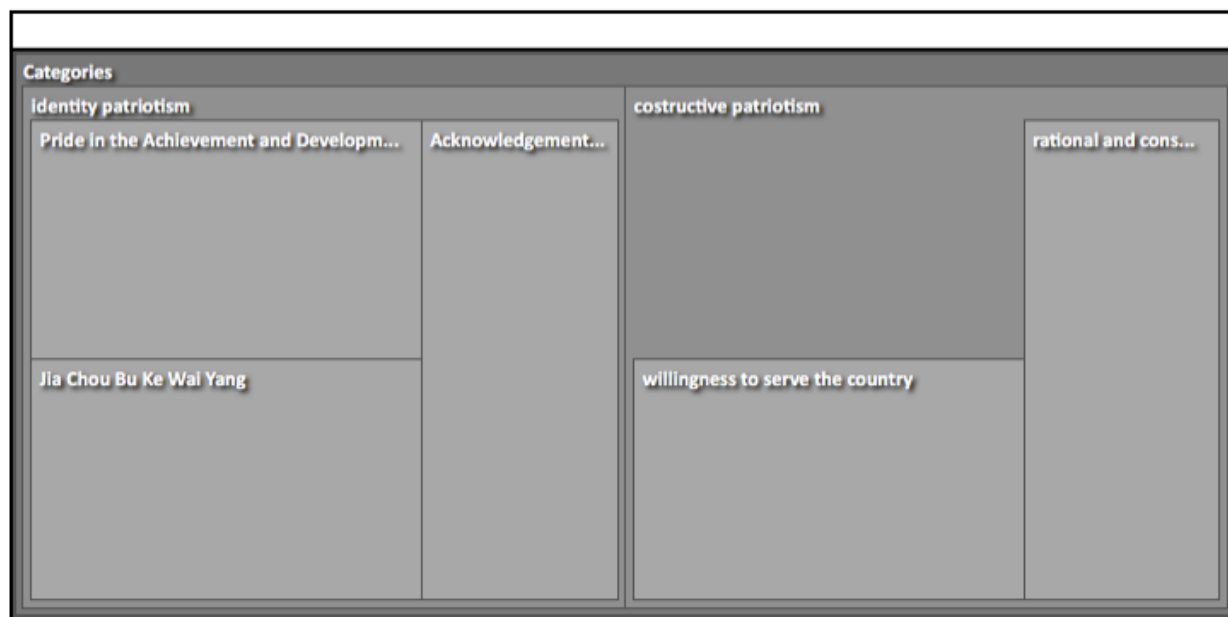 Categories
identity patriotism
costructive patriotism
Pride in the Achievement and Developm...
Acknowledgement...
rational and cons...
Jia Chou Bu Ke Wai Yang
willingness to serve the country